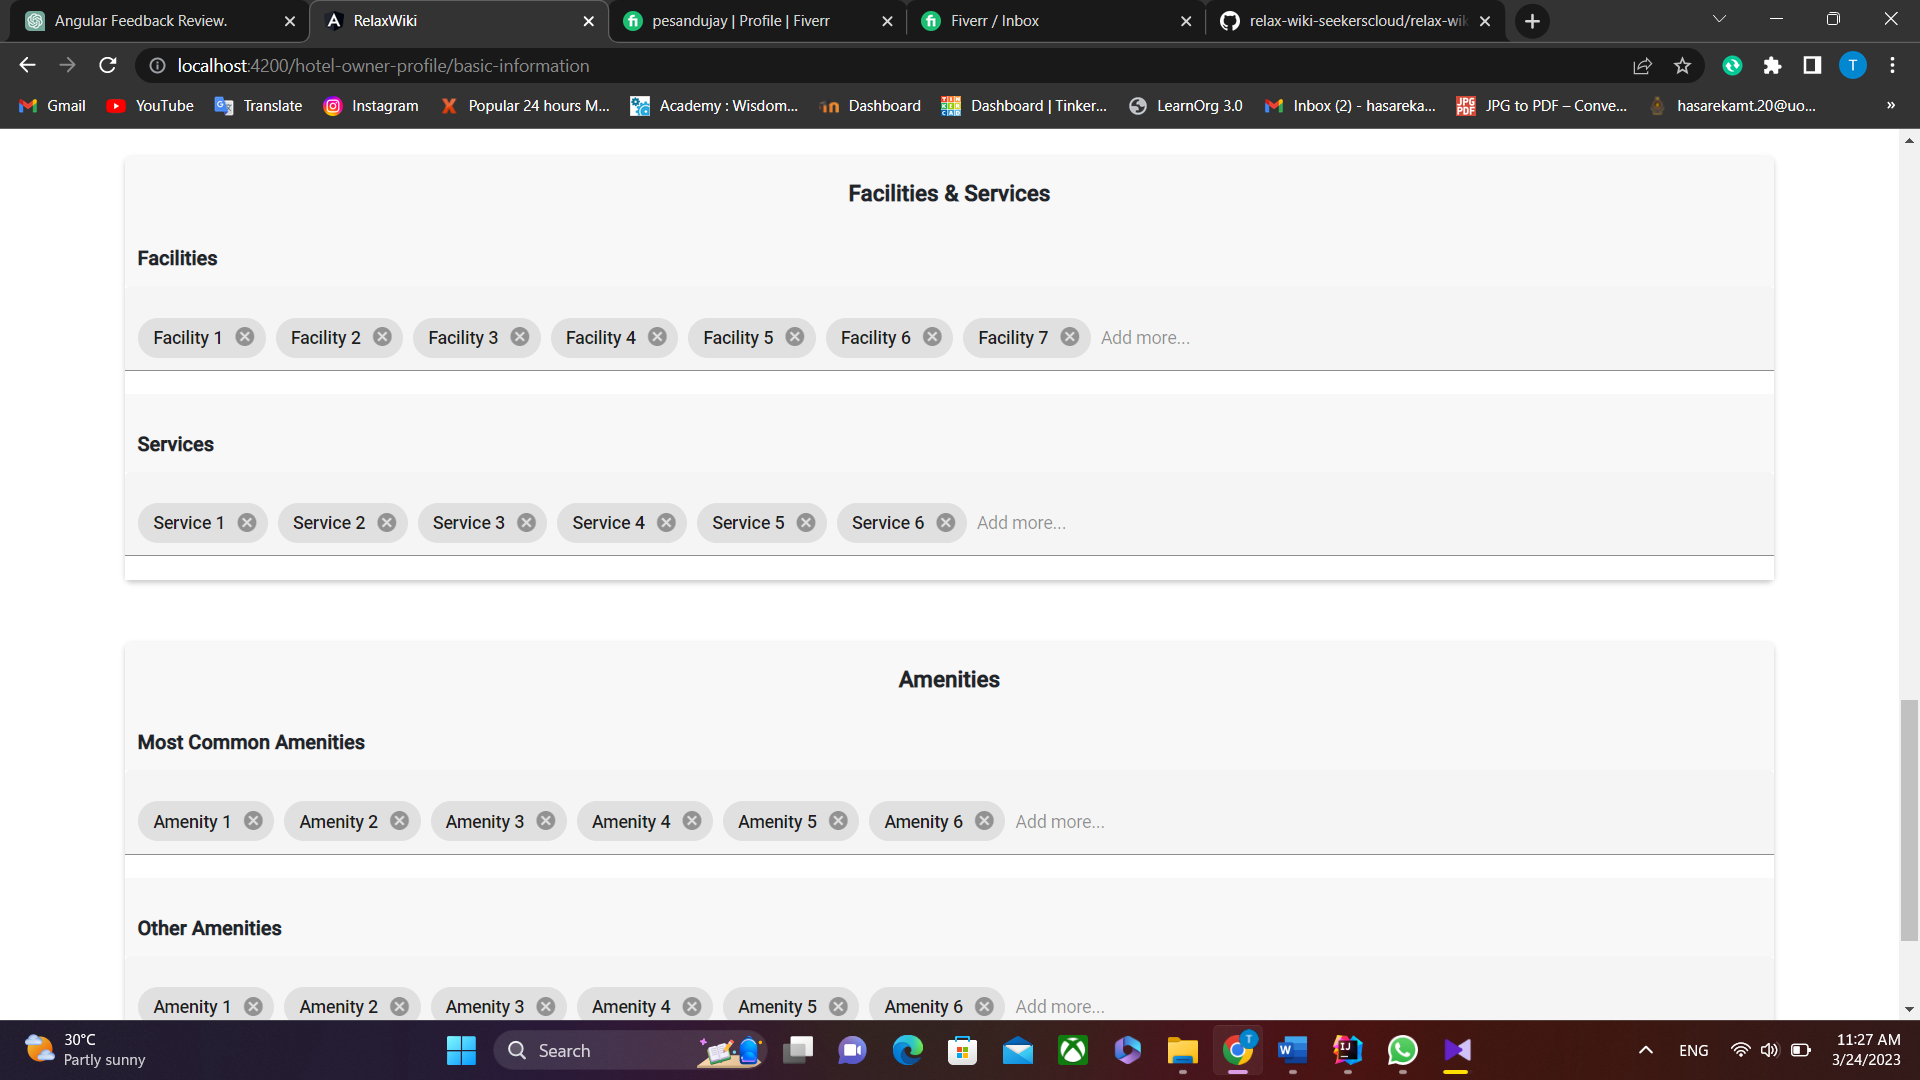 Angular Feedback Review.
RelaxWiki
pesandujay | Profile | Fiverr
Fiverr / Inbox
relax-wiki-seekerscloud/relax-wik
localhost:4200/hotel-owner-profile/basic-information
T
Gmail
YouTube
Translate
Instagram
Popular 24 hours M...
Academy : Wisdom...
Dashboard
Dashboard | Tinker...
LearnOrg 3.0
Inbox (2) - hasareka...
JPG to PDF – Conve...
hasarekamt.20@uo...
»
Facilities & Services
Facilities
Facility 1 Facility 2 Facility 3 Facility 4 Facility 5 Facility 6 Facility 7 Add more...
Services
Service 1 Service 2 Service 3 Service 4 Service 5 Service 6 Add more...
Amenities
Most Common Amenities
Amenity 1 Amenity 2 Amenity 3 Amenity 4 Amenity 5 Amenity 6 Add more...
Other Amenities
Amenity 1 Amenity 2 Amenity 3 Amenity 4 Amenity 5 Amenity 6 Add more...
30°C
Partly sunny
Search
ENG
11:27 AM
3/24/2023